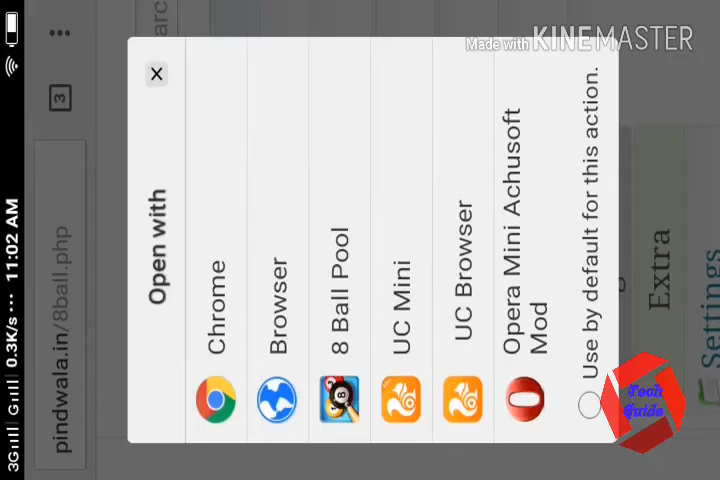 3G G 0.3K/s ... 11:02 AM
pindwala.in/8ball.php
3
arc
Open with
X
Chrome
Browser
8 Ball Pool
UC Mini
UC Browser
Opera Mini Achusoft
Mod
Use by default for this action.
Extra
Settings
Made with KINEMASTER
Tech
Guide